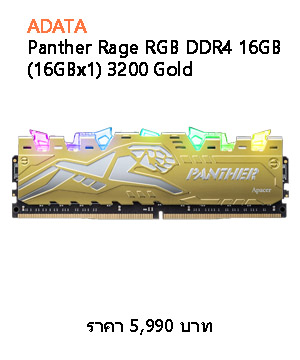 ADATA
Panther Rage RGB DDR4 16GB
(16GBx1) 3200 Gold
PANTHER
Apacer
ราคา 5,990 บาท